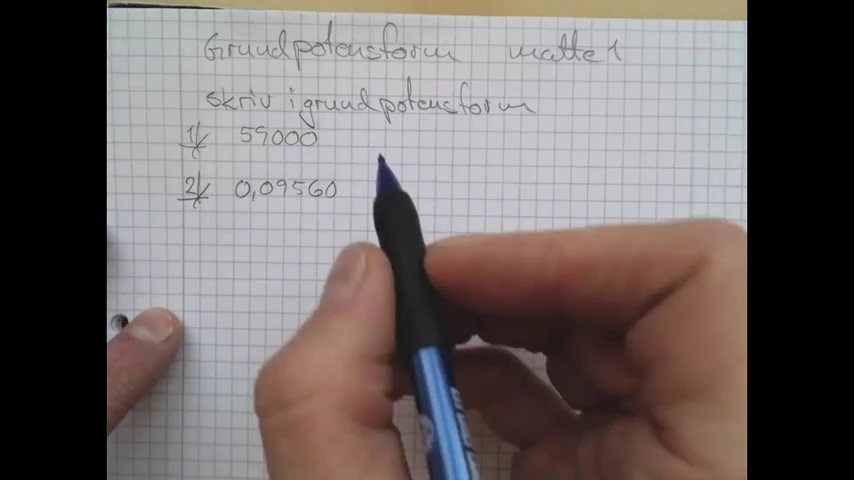 Grundpotensform matte 1
skriv i grundpotensform
1/ 59000
2/ 0,09560